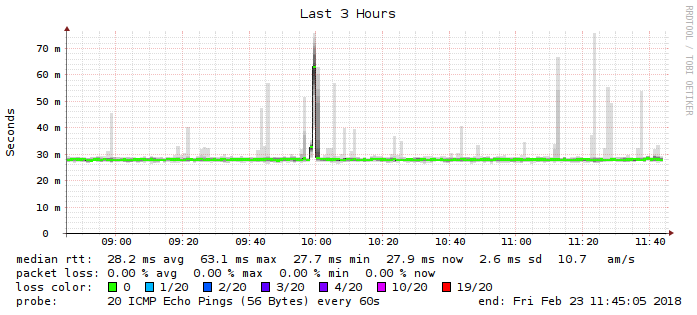 Last 3 Hours
RRDTOOL / TOBI OETIKER
Seconds
70 m
60 m
50 m
40 m
30 m
20 m
10 m
0
09:00 09:20 09:40 10:00 10:20 10:40 11:00 11:20 11:40
median rtt: 28.2 ms avg 63.1 ms max 27.7 ms min 27.9 ms now 2.6 ms sd 10.7 am/s
packet loss: 0.00 % avg 0.00 % max 0.00 % min 0.00 % now
loss color: 0 1/20 2/20 3/20 4/20 10/20 19/20
probe: 20 ICMP Echo Pings (56 Bytes) every 60s end: Fri Feb 23 11:45:05 2018